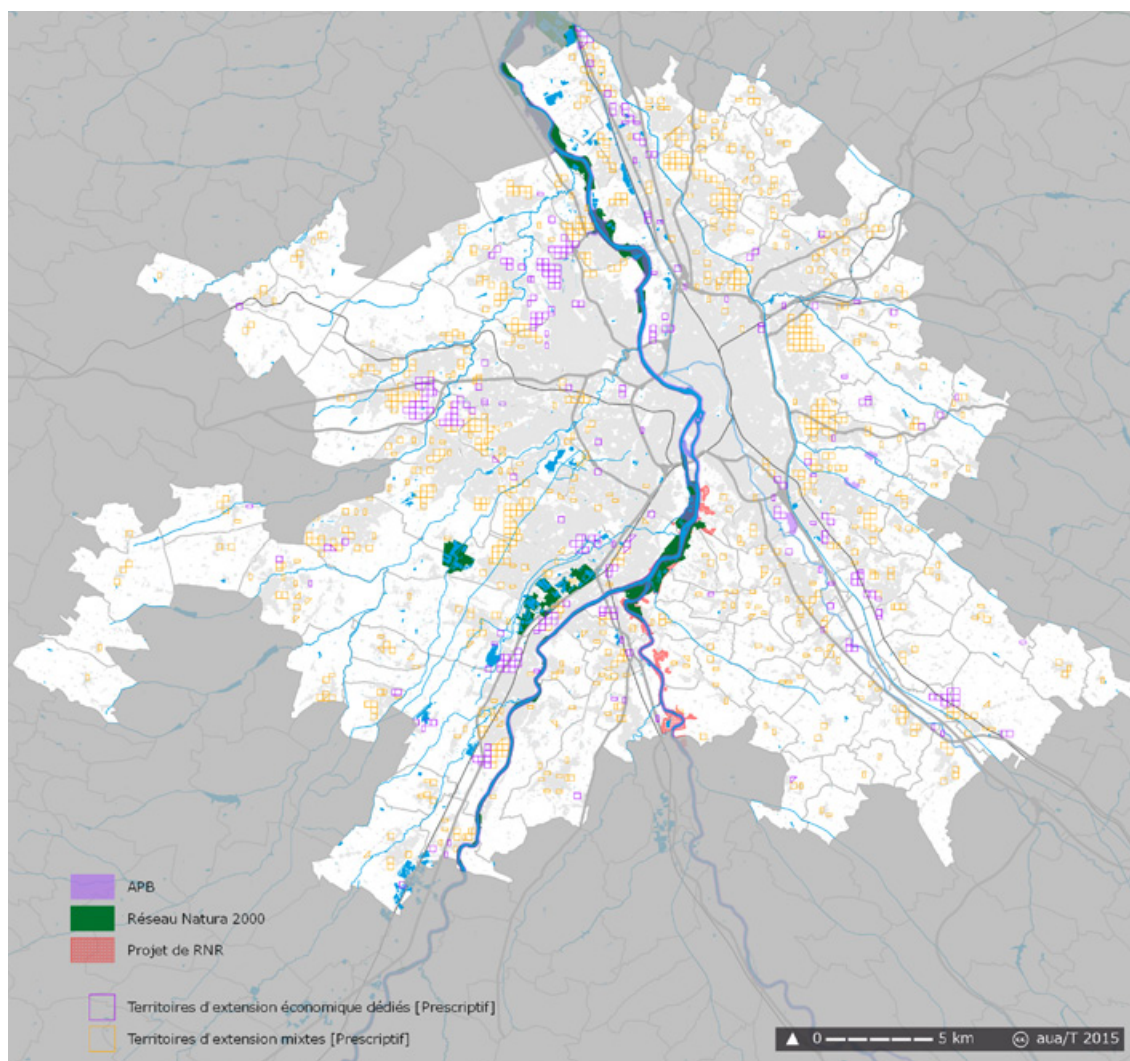 APB
Réseau Natura 2000
Projet de RNR
Territoires d'extension économique dédiés [Prescriptif]
Territoires d'extension mixtes [Prescriptif]
0 5 km cc aua/T 2015